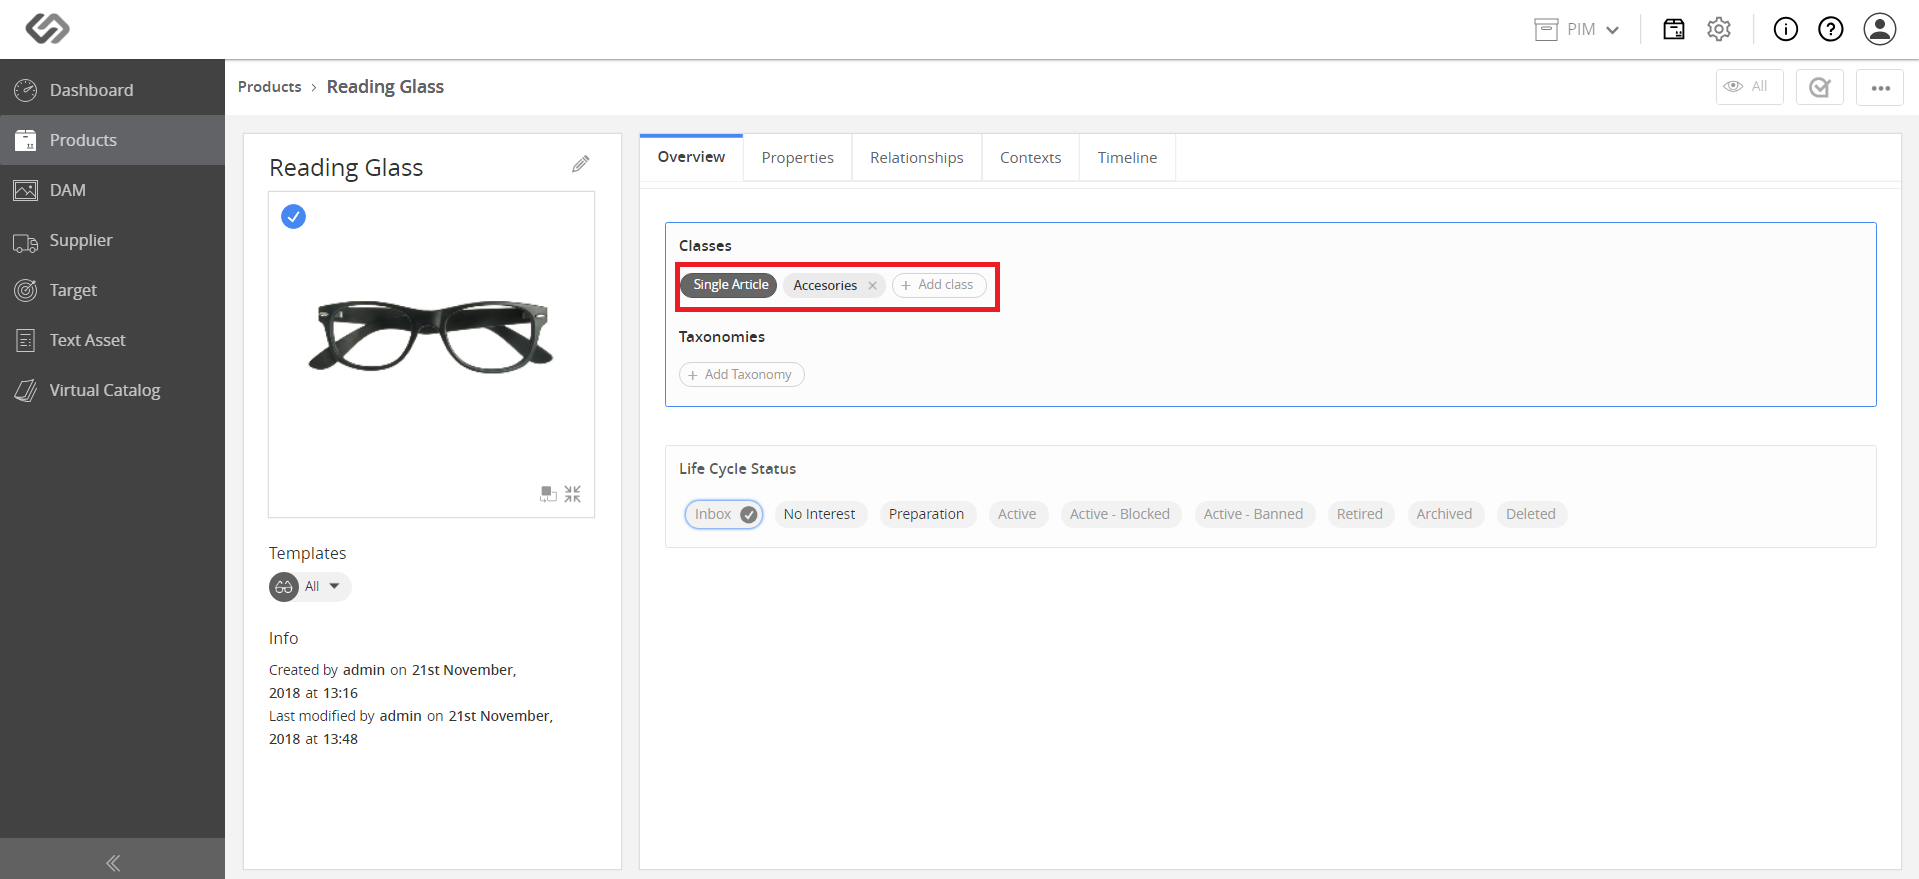 PIM
Dashboard
Products
DAM
Supplier
Target
Text Asset
Virtual Catalog
Products › Reading Glass
All
Reading Glass
Templates
All
Info
Created by admin on 21st November,
2018 at 13:16
Last modified by admin on 21st November,
2018 at 13:48
Overview Properties Relationships Contexts Timeline
Classes
Single Article Accesories × + Add class
Taxonomies
+ Add Taxonomy
Life Cycle Status
Inbox No Interest Preparation Active Active - Blocked Active - Banned Retired Archived Deleted